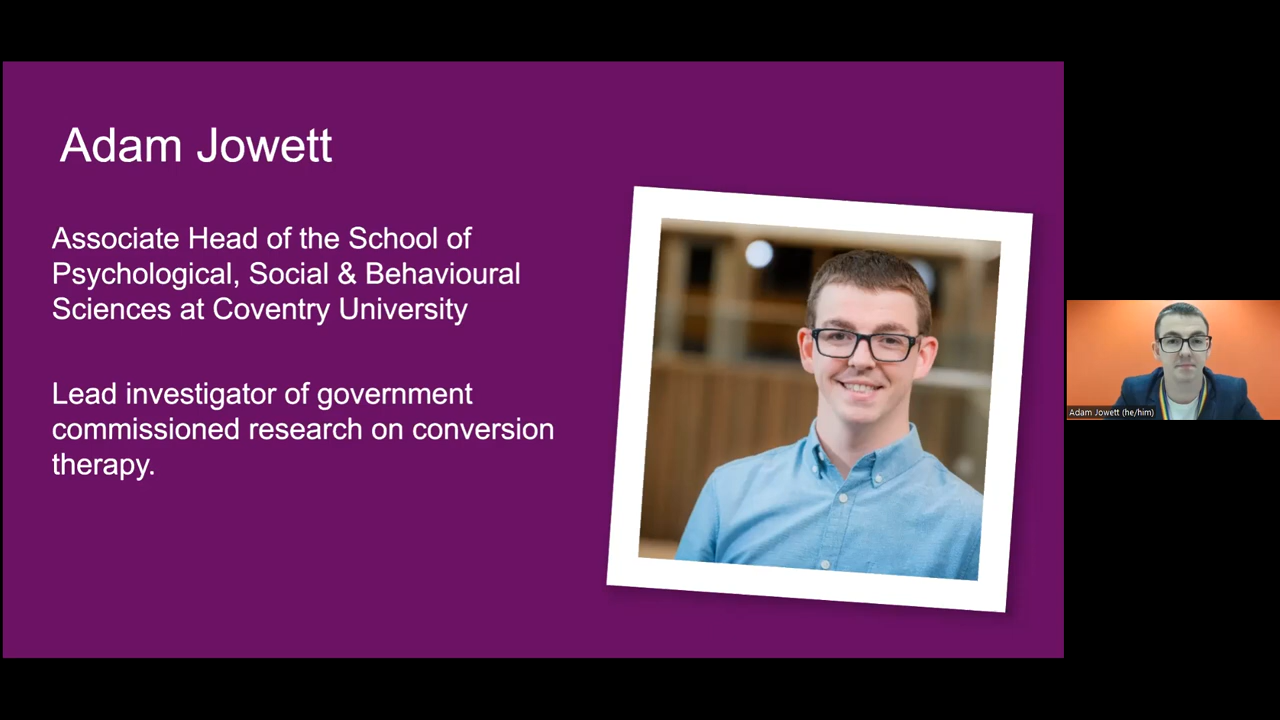 Adam Jowett
Associate Head of the School of
Psychological, Social & Behavioural
Sciences at Coventry University
Lead investigator of government
commissioned research on conversion
therapy.
Adam Jowett (he/him)